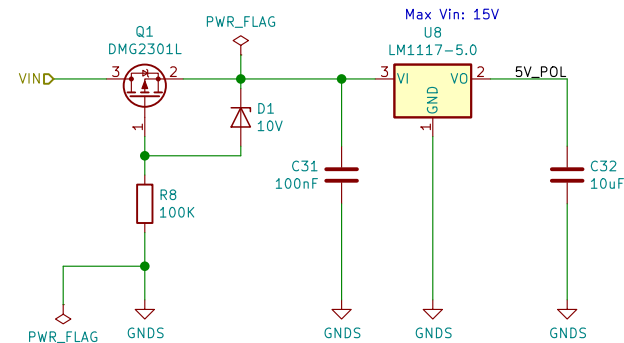 Max Vin: 15V
PWR_FLAG
Q1
DMG2301L
U8
LM1117-5.0
VIN
3
2
3
VI
VO
2
5V_POL
GND
1
D1
10V
1
1
C31
100nF
C32
10uF
R8
100K
PWR_FLAG
GNDS
GNDS
GNDS
GNDS